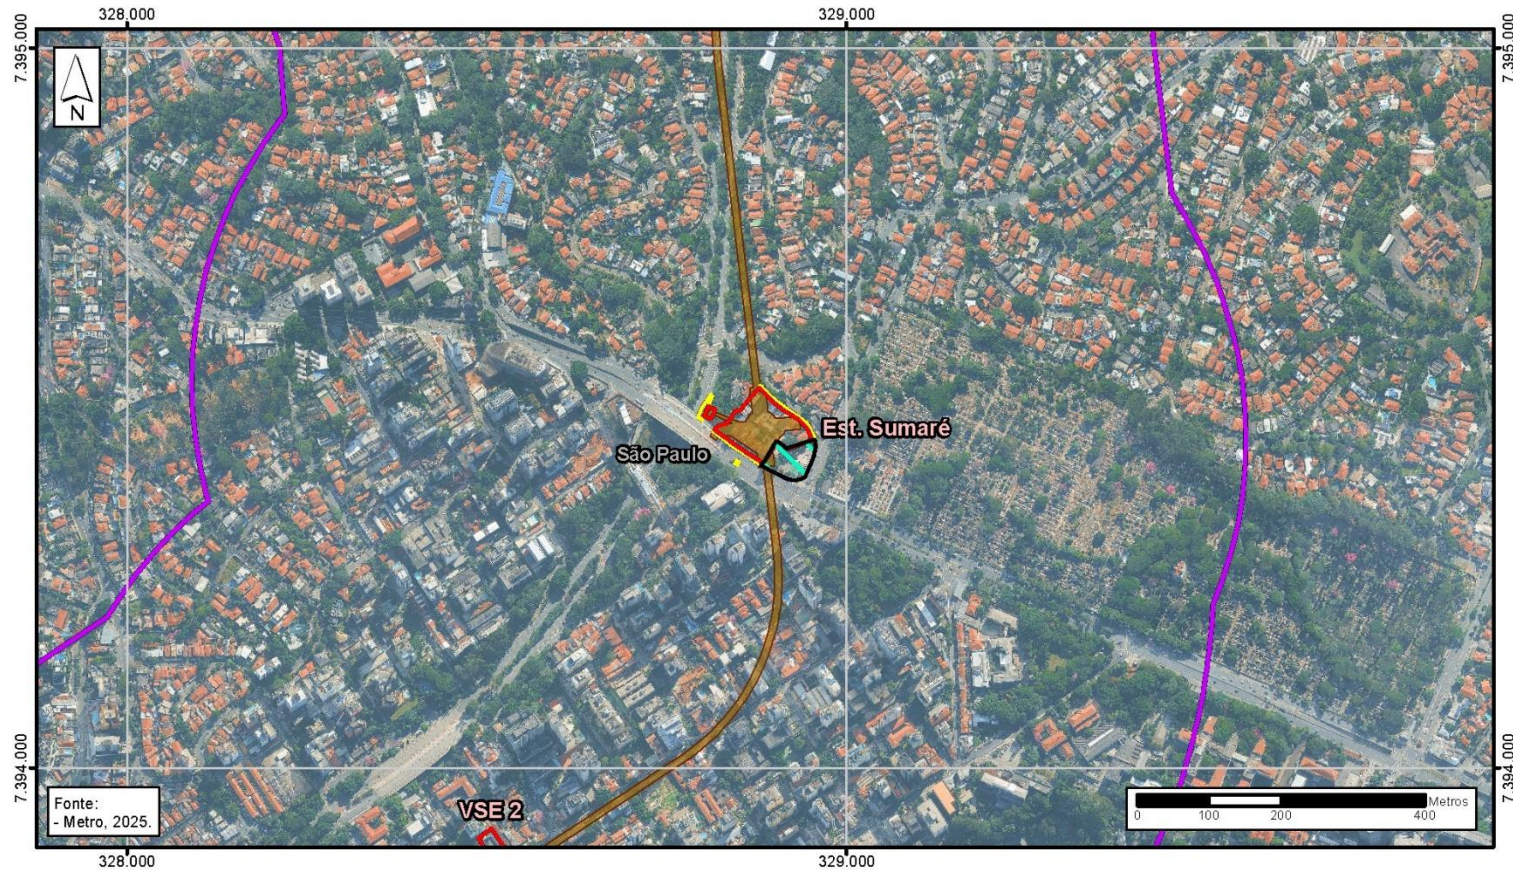 328.000
329.000
7.395.000
7.395.000
N
Est. Sumaré
São Paulo
7.394.000
7.394.000
VSE 2
Fonte:
- Metro, 2025.
Metros
0 100 200 400
328.000
329.000